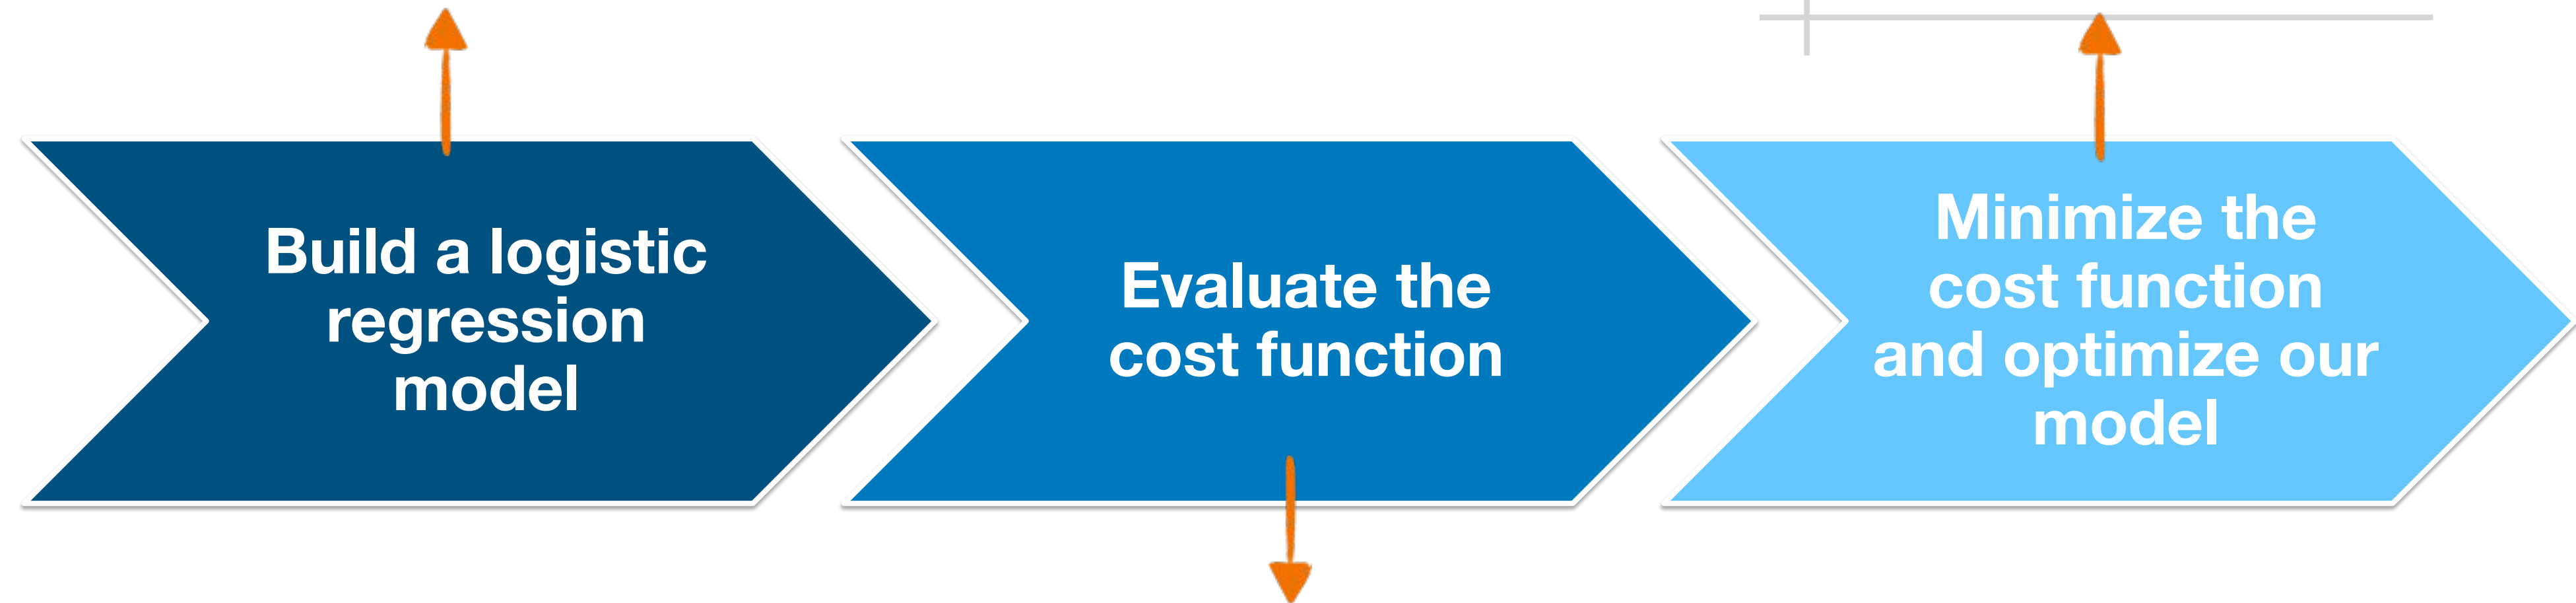 Build a logistic
regression
model
Evaluate the
cost function
Minimize the
cost function
and optimize our
model